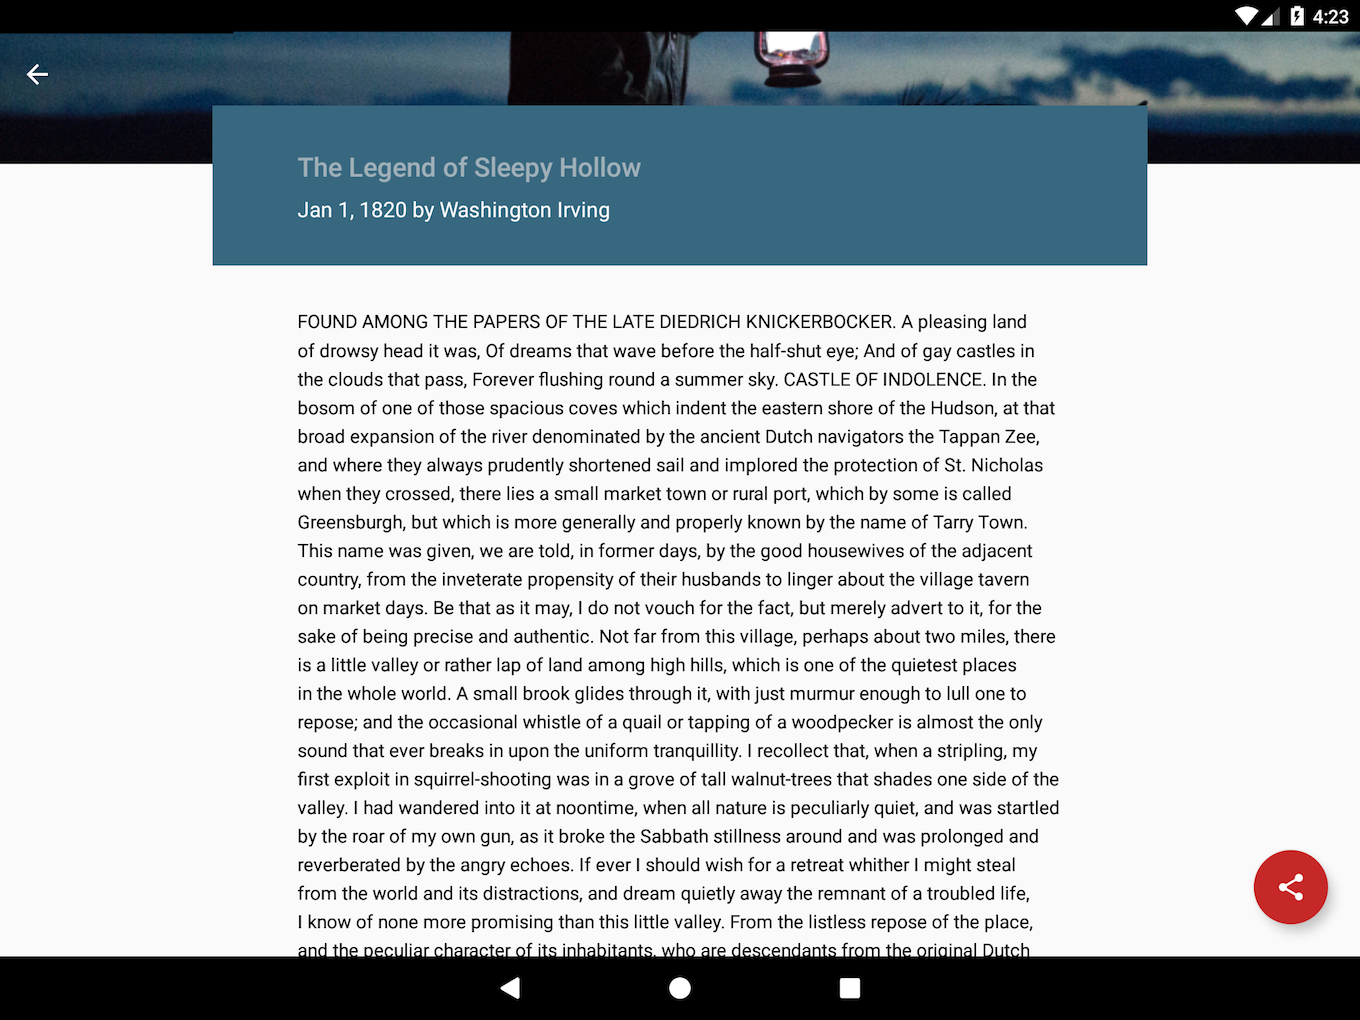 4:23
The Legend of Sleepy Hollow
Jan 1, 1820 by Washington Irving
FOUND AMONG THE PAPERS OF THE LATE DIEDRICH KNICKERBOCKER. A pleasing land
of drowsy head it was, Of dreams that wave before the half-shut eye; And of gay castles in
the clouds that pass, Forever flushing round a summer sky. CASTLE OF INDOLENCE. In the
bosom of one of those spacious coves which indent the eastern shore of the Hudson, at that
broad expansion of the river denominated by the ancient Dutch navigators the Tappan Zee,
and where they always prudently shortened sail and implored the protection of St. Nicholas
when they crossed, there lies a small market town or rural port, which by some is called
Greensburgh, but which is more generally and properly known by the name of Tarry Town.
This name was given, we are told, in former days, by the good housewives of the adjacent
country, from the inveterate propensity of their husbands to linger about the village tavern
on market days. Be that as it may, I do not vouch for the fact, but merely advert to it, for the
sake of being precise and authentic. Not far from this village, perhaps about two miles, there
is a little valley or rather lap of land among high hills, which is one of the quietest places
in the whole world. A small brook glides through it, with just murmur enough to lull one to
repose; and the occasional whistle of a quail or tapping of a woodpecker is almost the only
sound that ever breaks in upon the uniform tranquillity. I recollect that, when a stripling, my
first exploit in squirrel-shooting was in a grove of tall walnut-trees that shades one side of the
valley. I had wandered into it at noontime, when all nature is peculiarly quiet, and was startled
by the roar of my own gun, as it broke the Sabbath stillness around and was prolonged and
reverberated by the angry echoes. If ever I should wish for a retreat whither I might steal
from the world and its distractions, and dream quietly away the remnant of a troubled life,
I know of none more promising than this little valley. From the listless repose of the place,
and the peculiar character of its inhabitants, who are descendants from the original Dutch